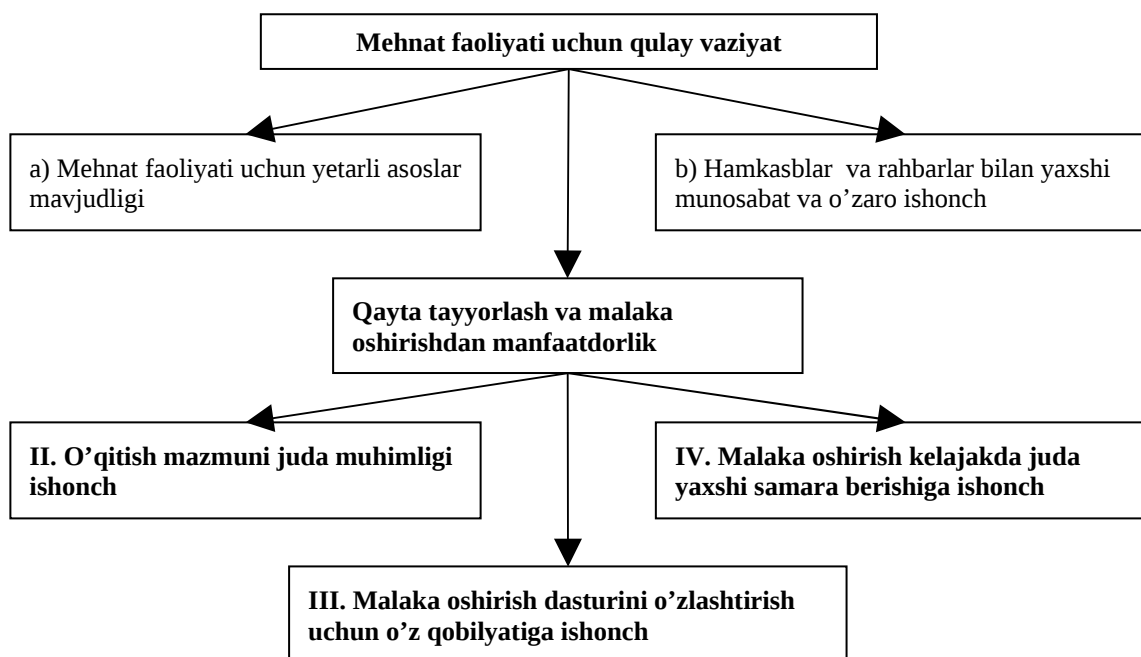 Mehnat faoliyati uchun qulay vaziyat
a) Mehnat faoliyati uchun yetarli asoslar
mavjudligi
b) Hamkasblar va rahbarlar bilan yaxshi
munosabat va o’zaro ishonch
Qayta tayyorlash va malaka
oshirishdan manfaatdorlik
II. O’qitish mazmuni juda muhimligi
ishonch
IV. Malaka oshirish kelajakda juda
yaxshi samara berishiga ishonch
III. Malaka oshirish dasturini o’zlashtirish
uchun o’z qobilyatiga ishonch